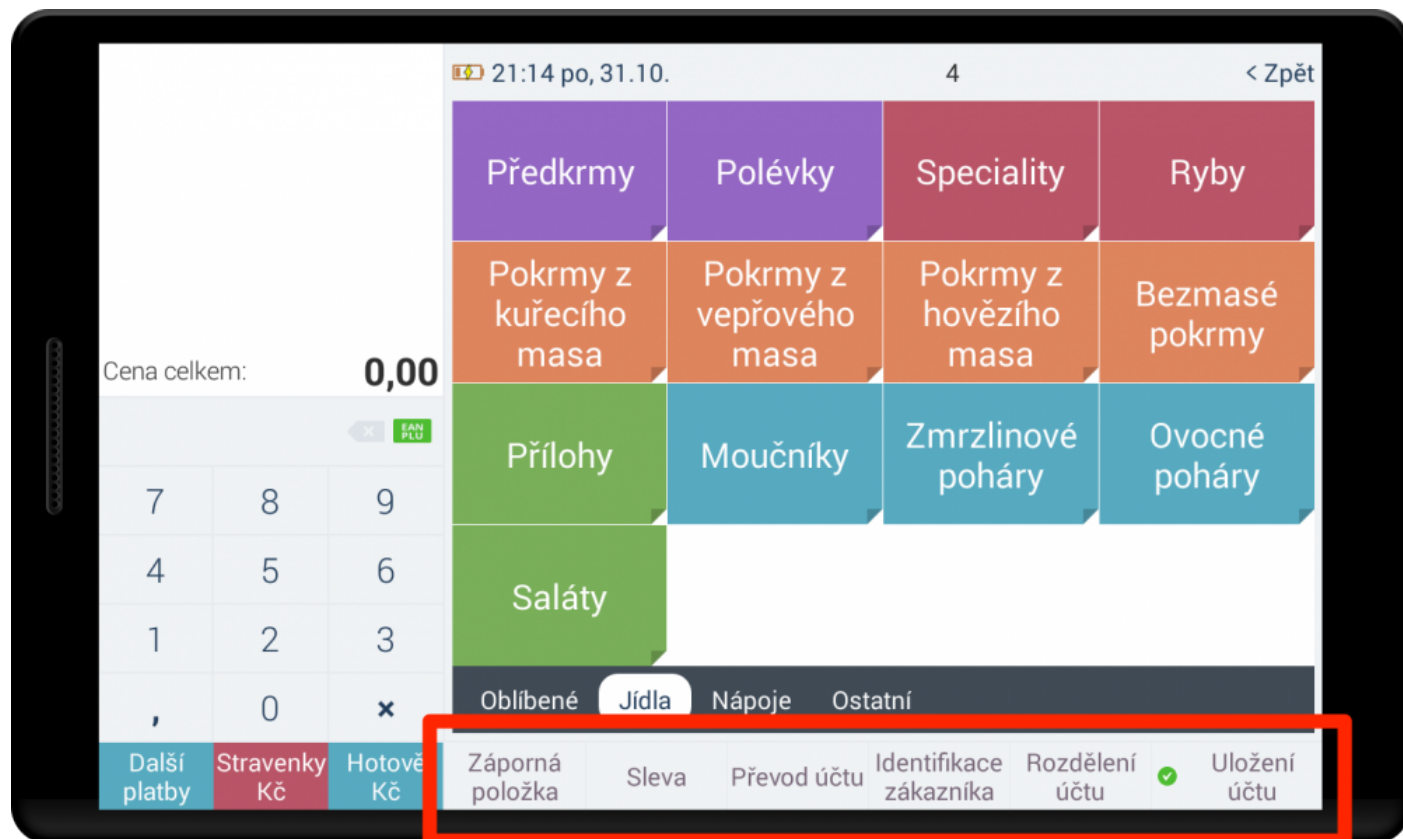 21:14 po, 31.10.
4
< Zpět
Předkrmy
Polévky
Speciality
Ryby
Pokrmy z
kuřecího
masa
Pokrmy z
vepřového
masa
Pokrmy z
hovězího
masa
Bezmasé
pokrmy
Přílohy
Moučníky
Zmrzlinové
poháry
Ovocné
poháry
Saláty
Oblíbené
Jídla
Nápoje
Ostatní
Cena celkem:
0,00
EAN
PLU
7
8
9
4
5
6
1
2
3
,
0
×
Další
platby
Stravenky
Kč
Hotově
Kč
Záporná
položka
Sleva
Převod účtu
Identifikace
zákazníka
Rozdělení
účtu
Uložení
účtu